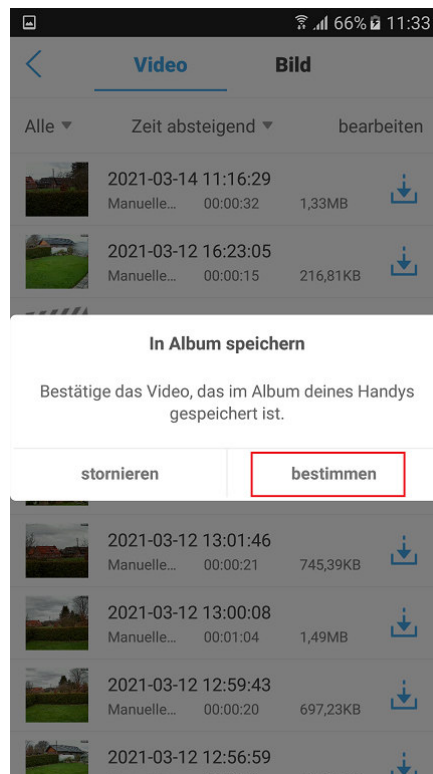 66% 11:33
Video Bild
Alle Zeit absteigend bearbeiten
2021-03-14 11:16:29
Manuelle... 00:00:32 1,33MB
2021-03-12 16:23:05
Manuelle... 00:00:15 216,81KB
In Album speichern
Bestätige das Video, das im Album deines Handys
gespeichert ist.
stornieren bestimmen
2021-03-12 13:01:46
Manuelle... 00:00:21 745,39KB
2021-03-12 13:00:08
Manuelle... 00:01:04 1,49MB
2021-03-12 12:59:43
Manuelle... 00:00:20 697,23KB
2021-03-12 12:56:59